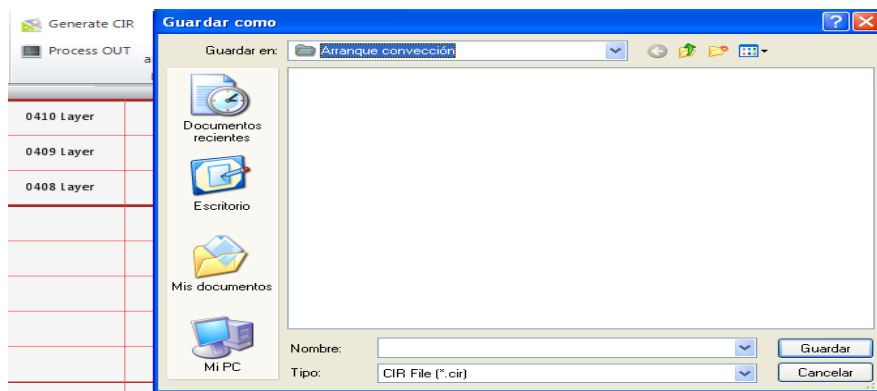 Generate CIR
Process OUT
0410 Layer
0409 Layer
0408 Layer
Guardar como
Guardar en:
Arranque convección
Documentos
recientes
Escritorio
Mis documentos
Mi PC
Nombre:
Guardar
Tipo:
CIR File (*.cir)
Cancelar